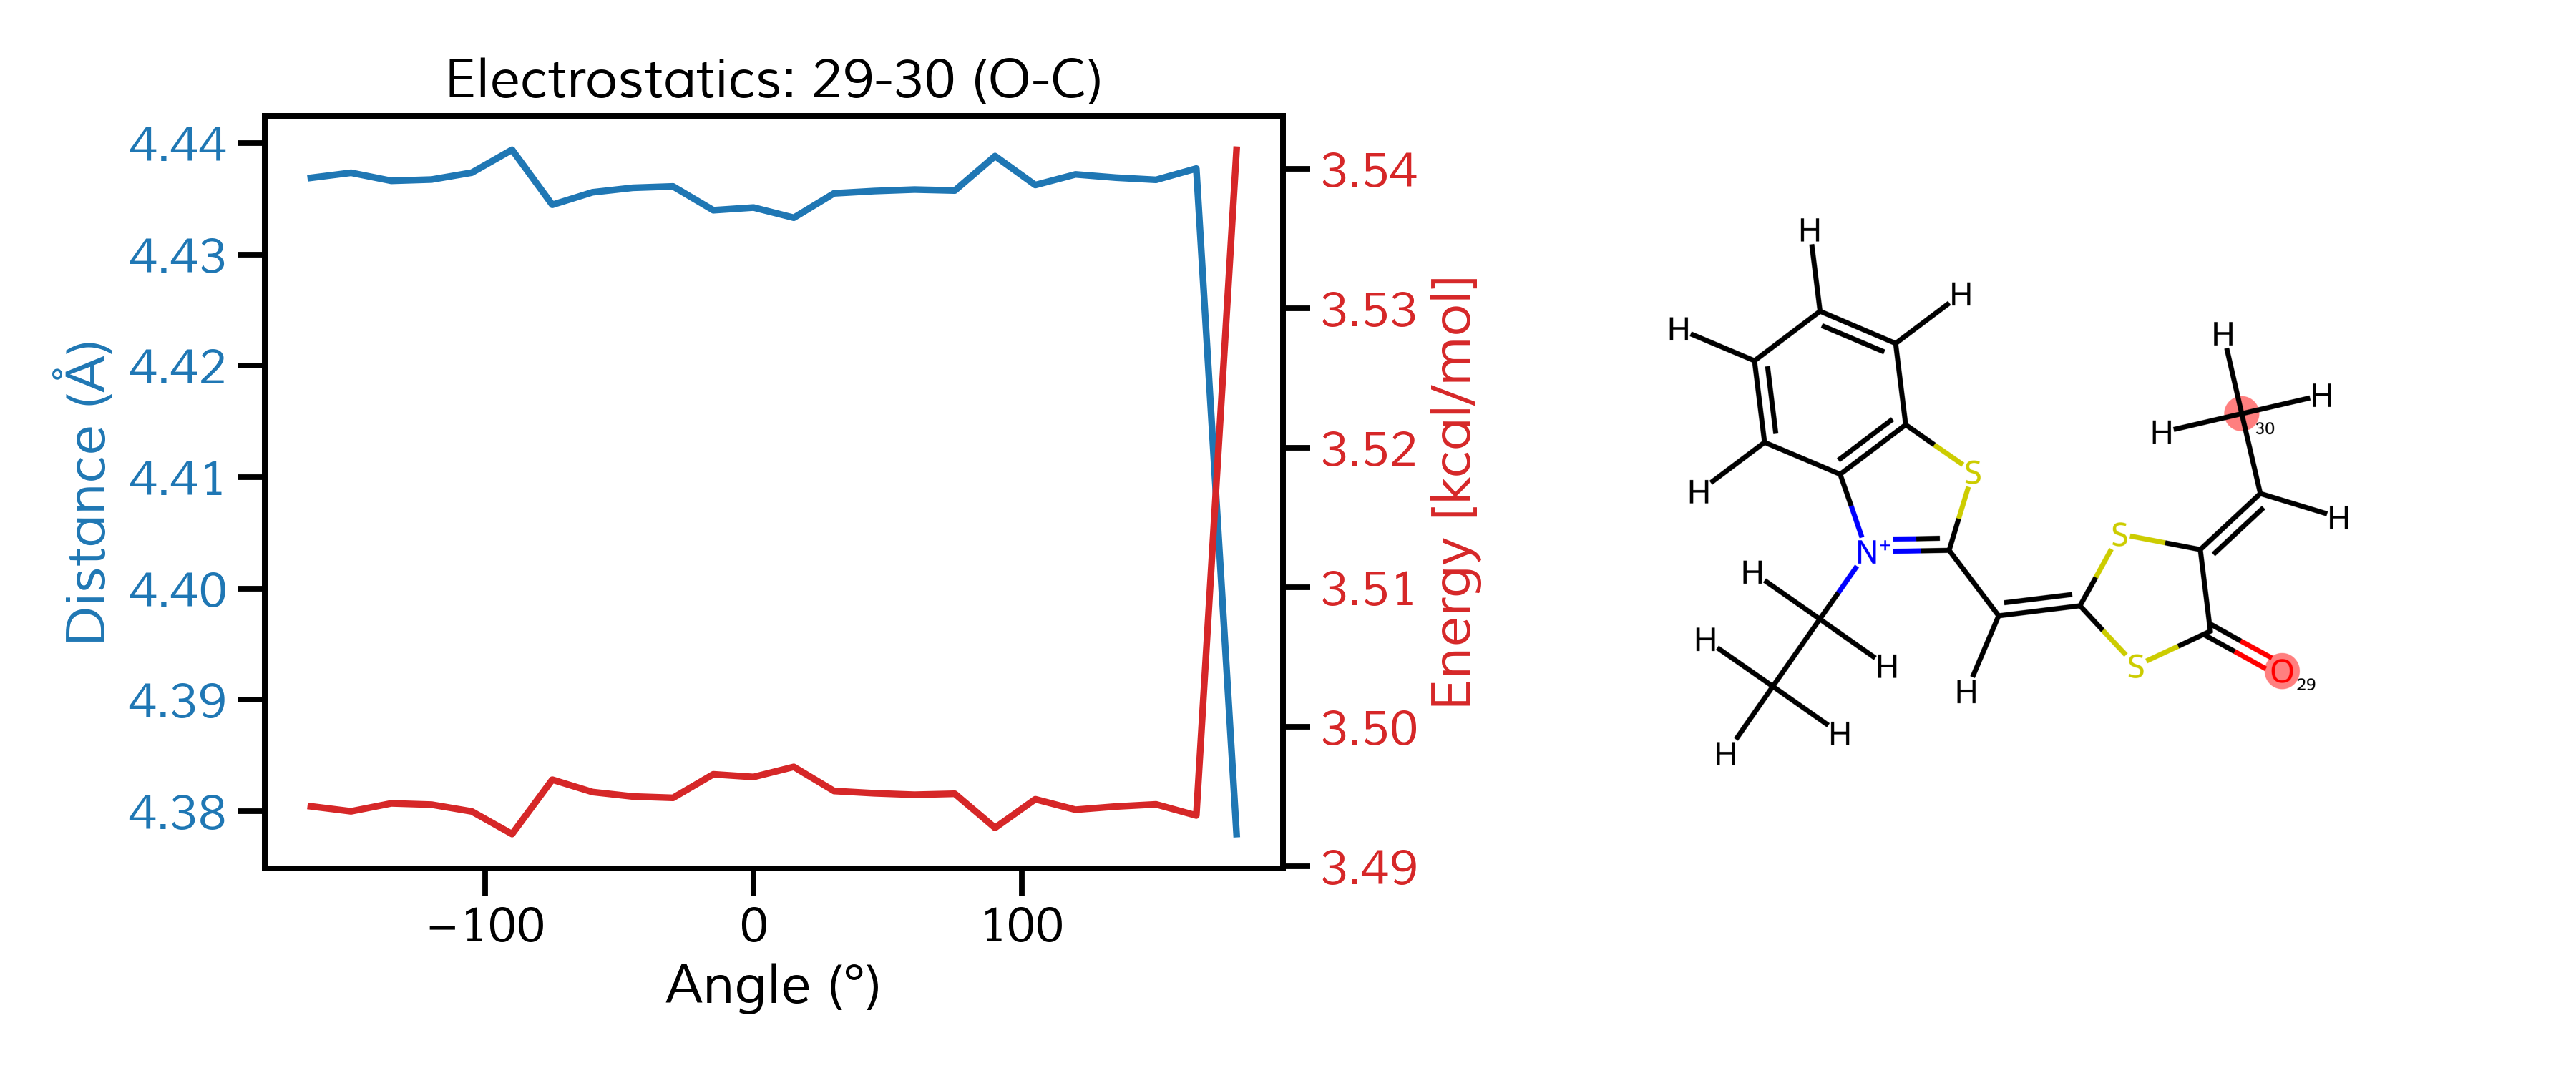 Electrostatics: 29-30 (O-C)
4.44
4.43
4.42
4.41
4.40
4.39
4.38
Distance (Å)
3.54
3.53
3.52
3.51
3.50
3.49
Energy [kcal/mol]
−100 0 100
Angle (°)
H
H
H
H
H
H
H
30
H
S
H
S
N⁺
H
H
H
S
O
29
H
H
H